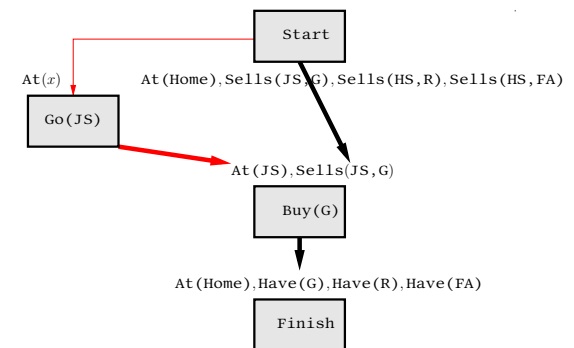 Start
At(x)
At(Home),Sells(JS,G),Sells(HS,R),Sells(HS,FA)
Go(JS)
At(JS),Sells(JS,G)
Buy(G)
At(Home),Have(G),Have(R),Have(FA)
Finish